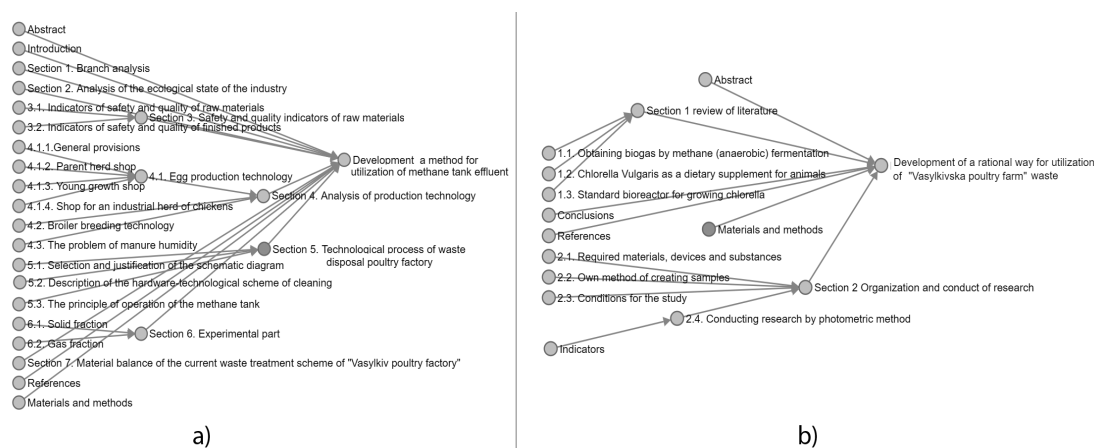 Abstract
Introduction
Section 1. Branch analysis
Section 2. Analysis of the ecological state of the industry
3.1. Indicators of safety and quality of raw materials
Section 3. Safety and quality indicators of raw materials
3.2. Indicators of safety and quality of finished products
4.1.1.General provisions
4.1.2. Parent herd shop
4.1. Egg production technology
4.1.3. Young growth shop
4.1.4. Shop for an industrial herd of chickens
4.2. Broiler breeding technology
4.3. The problem of manure humidity
5.1. Selection and justification of the schematic diagram
5.2. Description of the hardware-technological scheme of cleaning
5.3. The principle of operation of the methane tank
6.1. Solid fraction
6.2. Gas fraction
Section 7. Material balance of the current waste treatment scheme of "Vasylkiv poultry factory"
References
Materials and methods
Section 4. Analysis of production technology
Section 5. Technological process of waste
disposal poultry factory
Section 6. Experimental part
Development a method for
utilization of methane tank effluent
a)
Abstract
Section 1 review of literature
1.1. Obtaining biogas by methane (anaerobic) fermentation
1.2. Chlorella Vulgaris as a dietary supplement for animals
1.3. Standard bioreactor for growing chlorella
Conclusions
References
Materials and methods
2.1. Required materials, devices and substances
2.2. Own method of creating samples
2.3. Conditions for the study
Section 2 Organization and conduct of research
2.4. Conducting research by photometric method
Indicators
Development of a rational way for utilization
of "Vasylkivska poultry farm" waste
b)